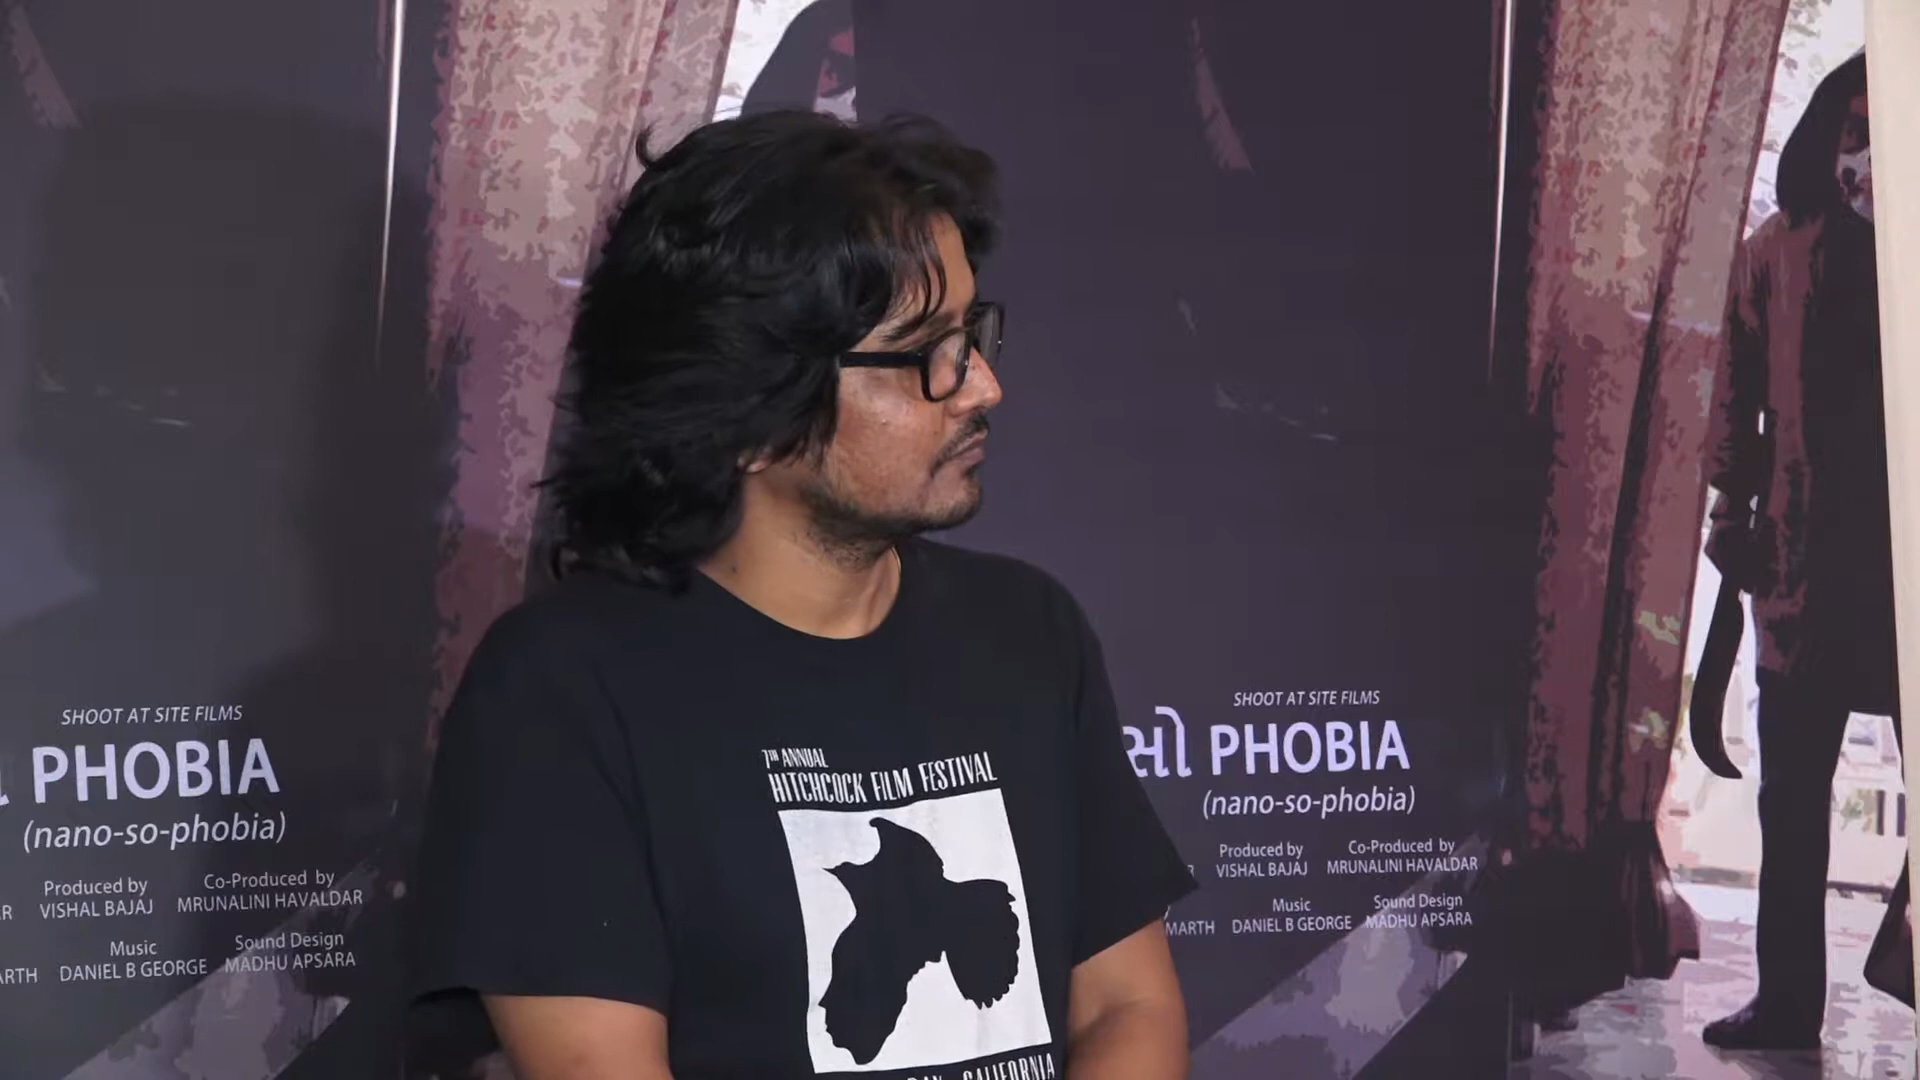 SHOOT AT SITE FILMS
PHOBIA
(nano-so-phobia)
Produced by
VISHAL BAJAJ
Co-Produced by
MRUNALINI HAVALDAR
Music
DANIEL B GEORGE
Sound Design
MADHU APSARA
7TH ANNUAL
HITCHCOCK FILM FESTIVAL
CALIFORNIA
SHOOT AT SITE FILMS
સો PHOBIA
(nano-so-phobia)
Produced by
VISHAL BAJAJ
Co-Produced by
MRUNALINI HAVALDAR
MARTH
Music
DANIEL B GEORGE
Sound Design
MADHU APSARA